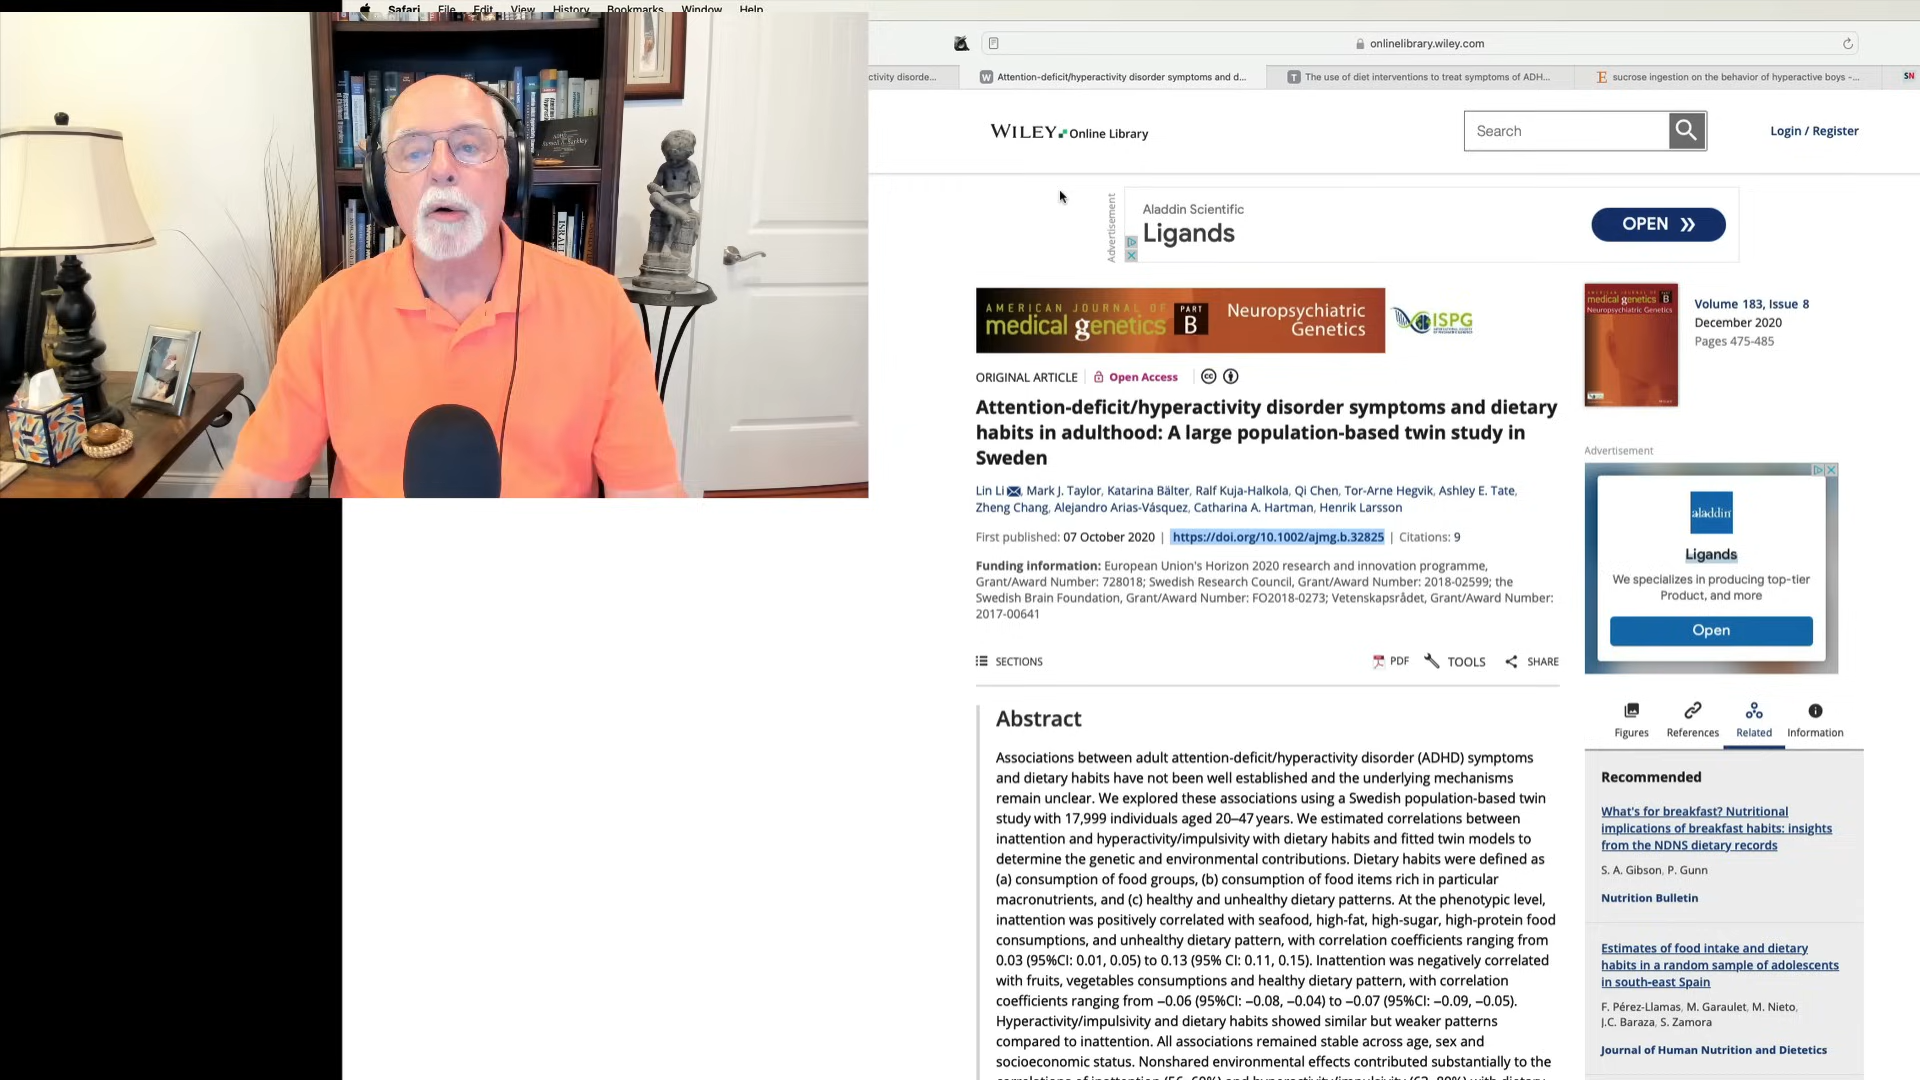 Safari File Edit View History Bookmarks Window Help
onlinelibrary.wiley.com
ctivity disorde...
W Attention-deficit/hyperactivity disorder symptoms and d...
T The use of diet interventions to treat symptoms of ADH...
E sucrose ingestion on the behavior of hyperactive boys -...
SN
WILEY Online Library
Search
Login / Register
Advertisement
Aladdin Scientific
Ligands
OPEN »
AMERICAN JOURNAL OF
medical genetics PART B
Neuropsychiatric
Genetics
ISPG
AMERICAN JOURNAL OF
medical genetics B
Neuropsychiatric Genetics
Volume 183, Issue 8
December 2020
Pages 475-485
ORIGINAL ARTICLE Open Access cc
Attention-deficit/hyperactivity disorder symptoms and dietary
habits in adulthood: A large population-based twin study in
Sweden
Lin Li, Mark J. Taylor, Katarina Bälter, Ralf Kuja-Halkola, Qi Chen, Tor-Arne Hegvik, Ashley E. Tate,
Zheng Chang, Alejandro Arias-Vásquez, Catharina A. Hartman, Henrik Larsson
First published: 07 October 2020 | https://doi.org/10.1002/ajmg.b.32825 | Citations: 9
Funding information: European Union's Horizon 2020 research and innovation programme,
Grant/Award Number: 728018; Swedish Research Council, Grant/Award Number: 2018-02599; the
Swedish Brain Foundation, Grant/Award Number: FO2018-0273; Vetenskapsrådet, Grant/Award Number:
2017-00641
SECTIONS PDF TOOLS SHARE
Abstract
Associations between adult attention-deficit/hyperactivity disorder (ADHD) symptoms
and dietary habits have not been well established and the underlying mechanisms
remain unclear. We explored these associations using a Swedish population-based twin
study with 17,999 individuals aged 20–47 years. We estimated correlations between
inattention and hyperactivity/impulsivity with dietary habits and fitted twin models to
determine the genetic and environmental contributions. Dietary habits were defined as
(a) consumption of food groups, (b) consumption of food items rich in particular
macronutrients, and (c) healthy and unhealthy dietary patterns. At the phenotypic level,
inattention was positively correlated with seafood, high-fat, high-sugar, high-protein food
consumptions, and unhealthy dietary pattern, with correlation coefficients ranging from
0.03 (95%CI: 0.01, 0.05) to 0.13 (95% CI: 0.11, 0.15). Inattention was negatively correlated
with fruits, vegetables consumptions and healthy dietary pattern, with correlation
coefficients ranging from −0.06 (95%CI: −0.08, −0.04) to −0.07 (95%CI: −0.09, −0.05).
Hyperactivity/impulsivity and dietary habits showed similar but weaker patterns
compared to inattention. All associations remained stable across age, sex and
socioeconomic status. Nonshared environmental effects contributed substantially to the
Advertisement
aladdin
Ligands
We specializes in producing top-tier
Product, and more
Open
Figures References Related Information
Recommended
What's for breakfast? Nutritional
implications of breakfast habits: insights
from the NDNS dietary records
S. A. Gibson, P. Gunn
Nutrition Bulletin
Estimates of food intake and dietary
habits in a random sample of adolescents
in south-east Spain
F. Pérez-Llamas, M. Garaulet, M. Nieto,
J.C. Baraza, S. Zamora
Journal of Human Nutrition and Dietetics